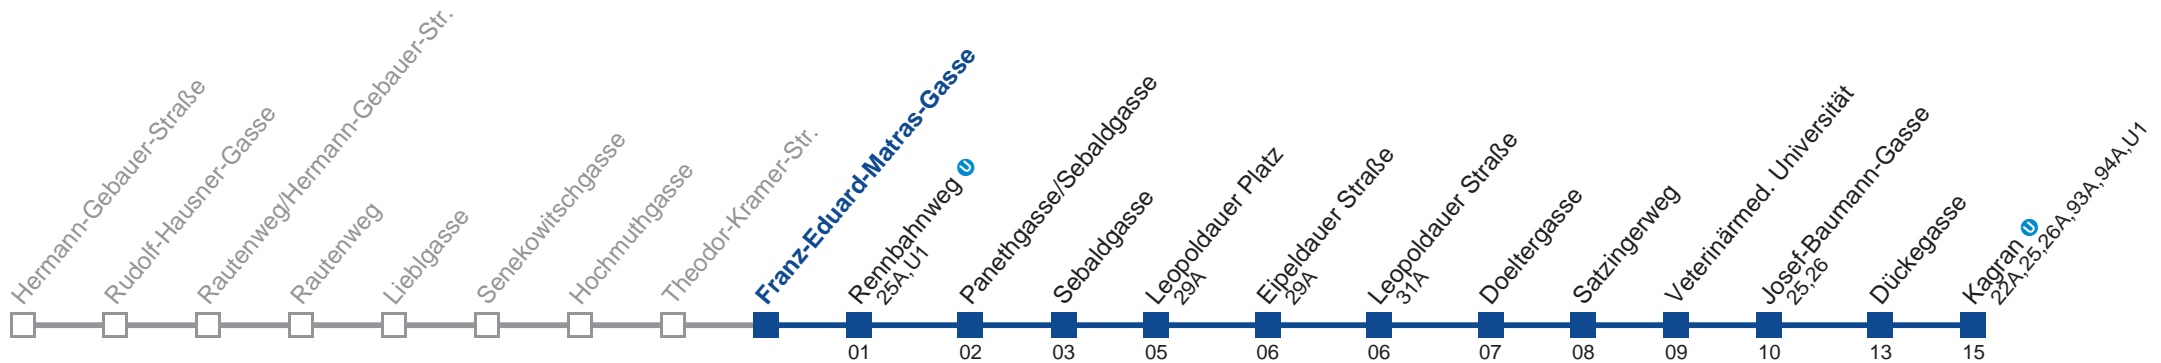 Hermann-Gebauer-Straße
Rudolf-Hausner-Gasse
Rautenweg/Hermann-Gebauer-Str.
Rautenweg
Lieblgasse
Senekowitschgasse
Hochmuthgasse
Theodor-Kramer-Str.
Franz-Eduard-Matras-Gasse
Rennbahnweg U
25A,U1
Panethgasse/Sebaldgasse
Sebaldgasse
Leopoldauer Platz
29A
Eipeldauer Straße
29A
Leopoldauer Straße
31A
Doeltergasse
Satzingerweg
Veterinärmed. Universität
Josef-Baumann-Gasse
25,26
Dückegasse
Kagran U
22A,25,26A,93A,94A,U1
01 02 03 05 06 06 07 08 09 10 13 15